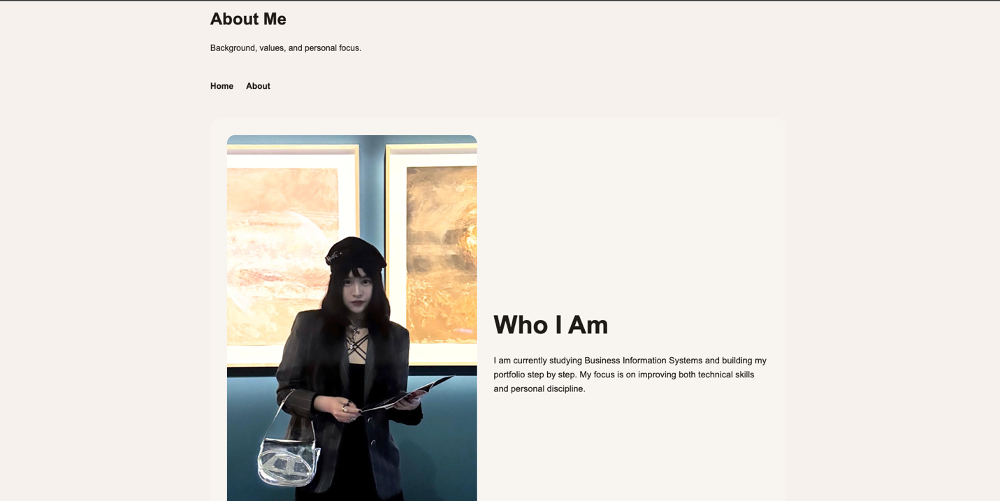 About Me
Background, values, and personal focus.
Home About
Who I Am
I am currently studying Business Information Systems and building my
portfolio step by step. My focus is on improving both technical skills
and personal discipline.